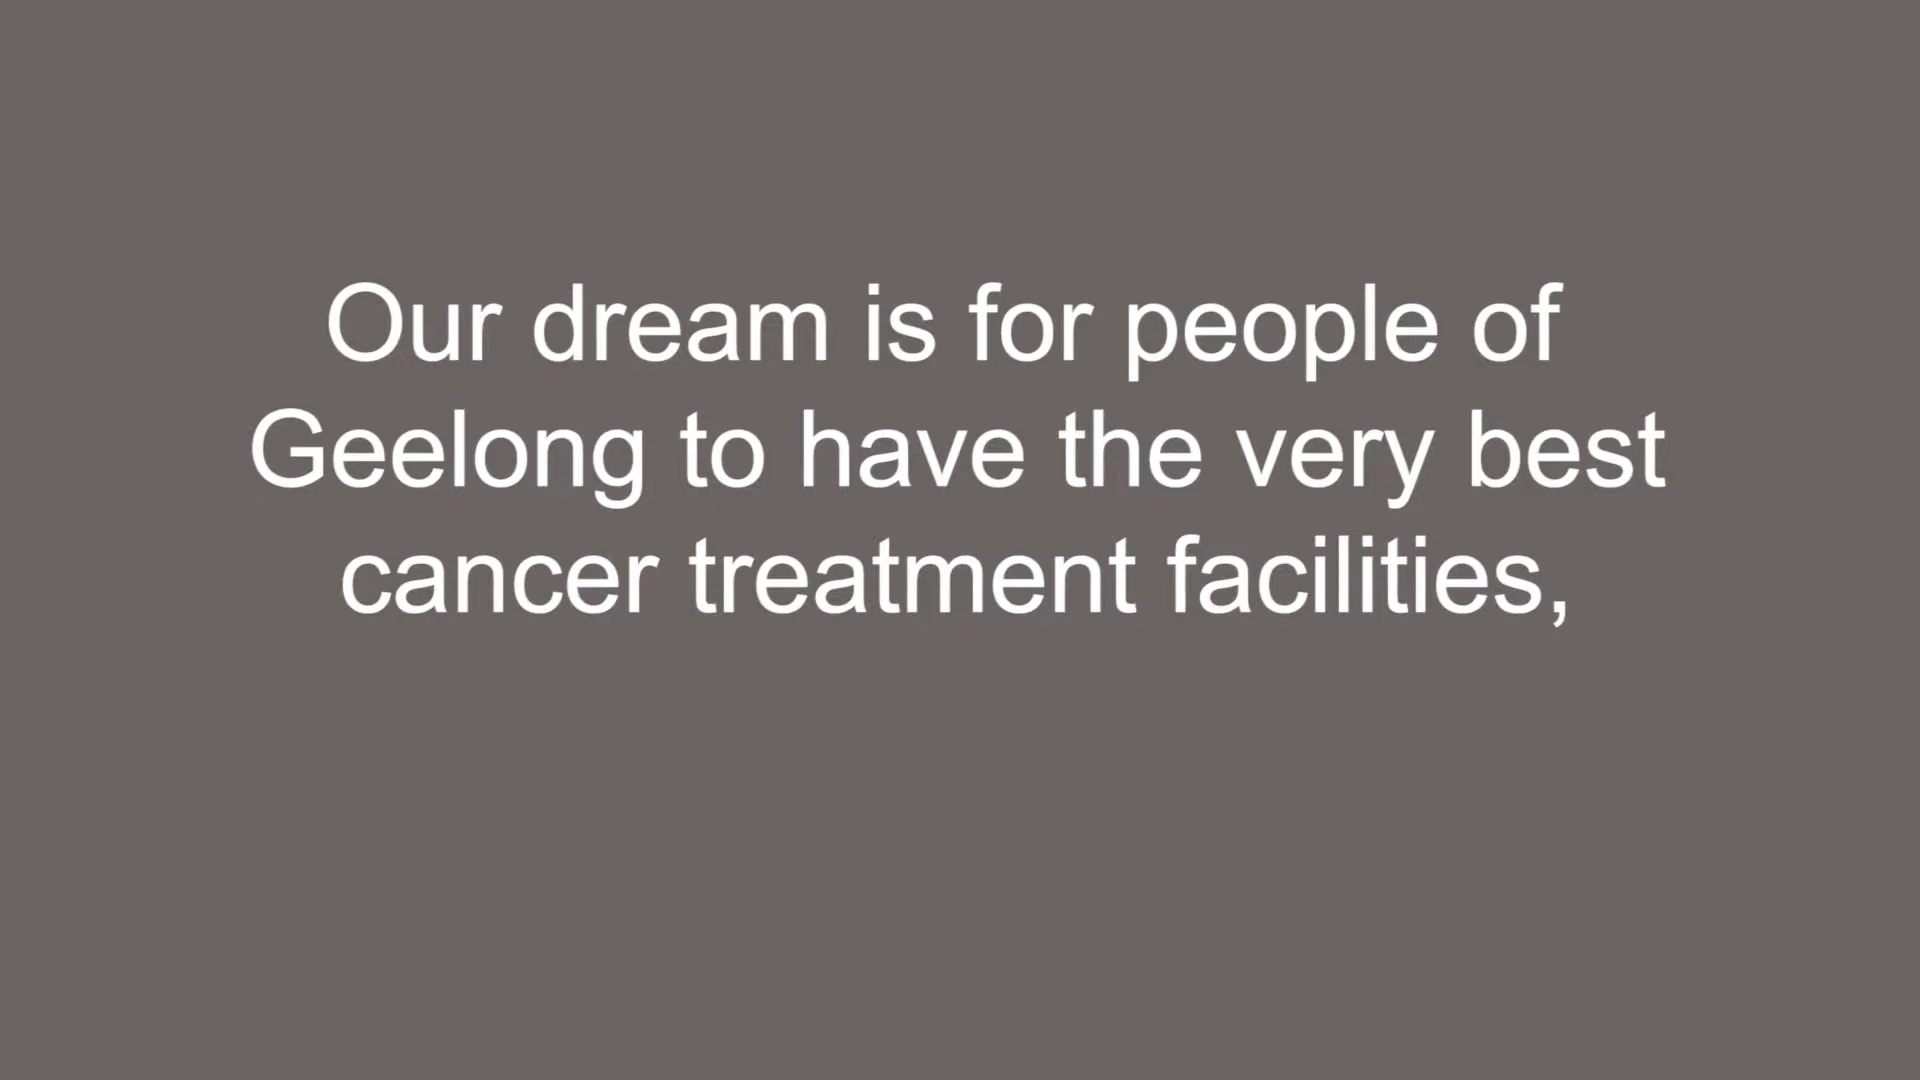 Our dream is for people of
Geelong to have the very best
cancer treatment facilities,